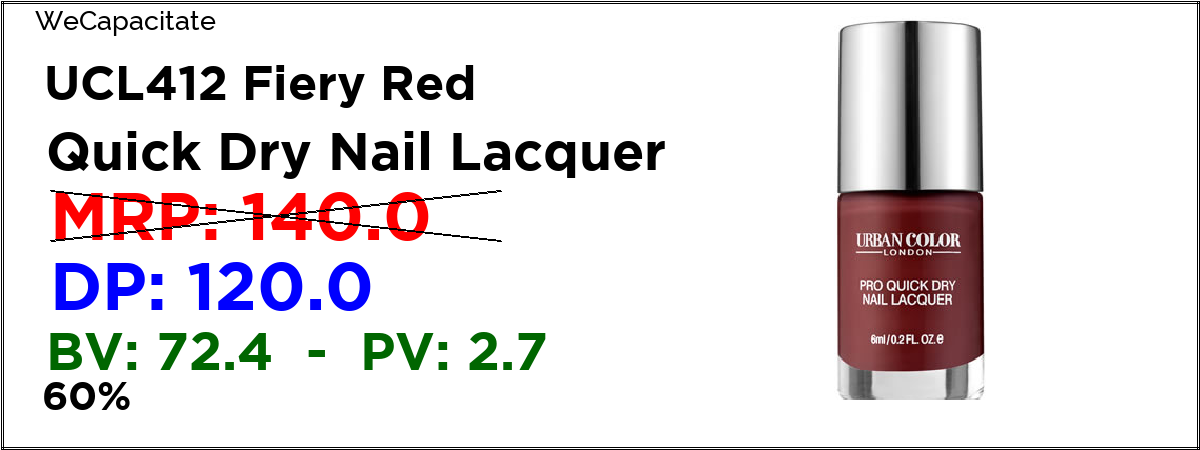 WeCapacitate
UCL412 Fiery Red
Quick Dry Nail Lacquer
MRP: 140.0
DP: 120.0
BV: 72.4 - PV: 2.7
60%
URBAN COLOR
LONDON
PRO QUICK DRY
NAIL LACQUER
6ml/0.2 FL. OZ. e